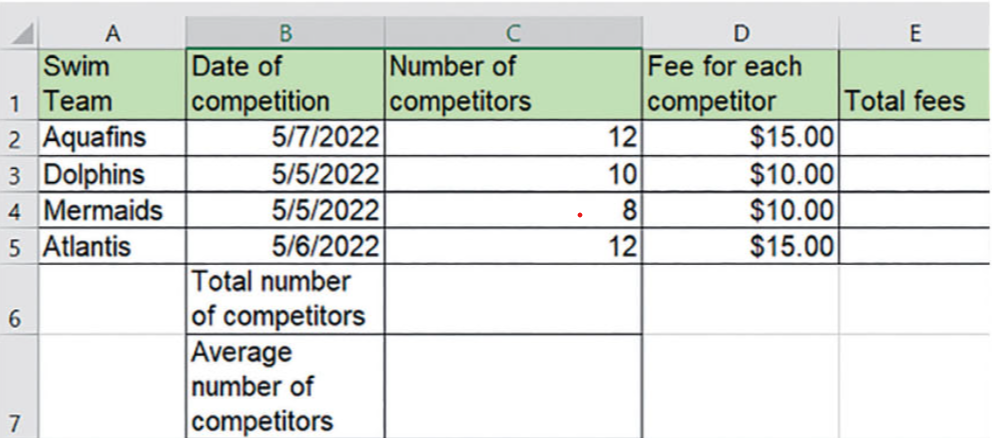 A B C D E
Swim Date of Number of Fee for each
1 Team competition competitors competitor Total fees
2 Aquafins 5/7/2022 12 $15.00
3 Dolphins 5/5/2022 10 $10.00
4 Mermaids 5/5/2022 8 $10.00
5 Atlantis 5/6/2022 12 $15.00
Total number
6 of competitors
Average
number of
7 competitors